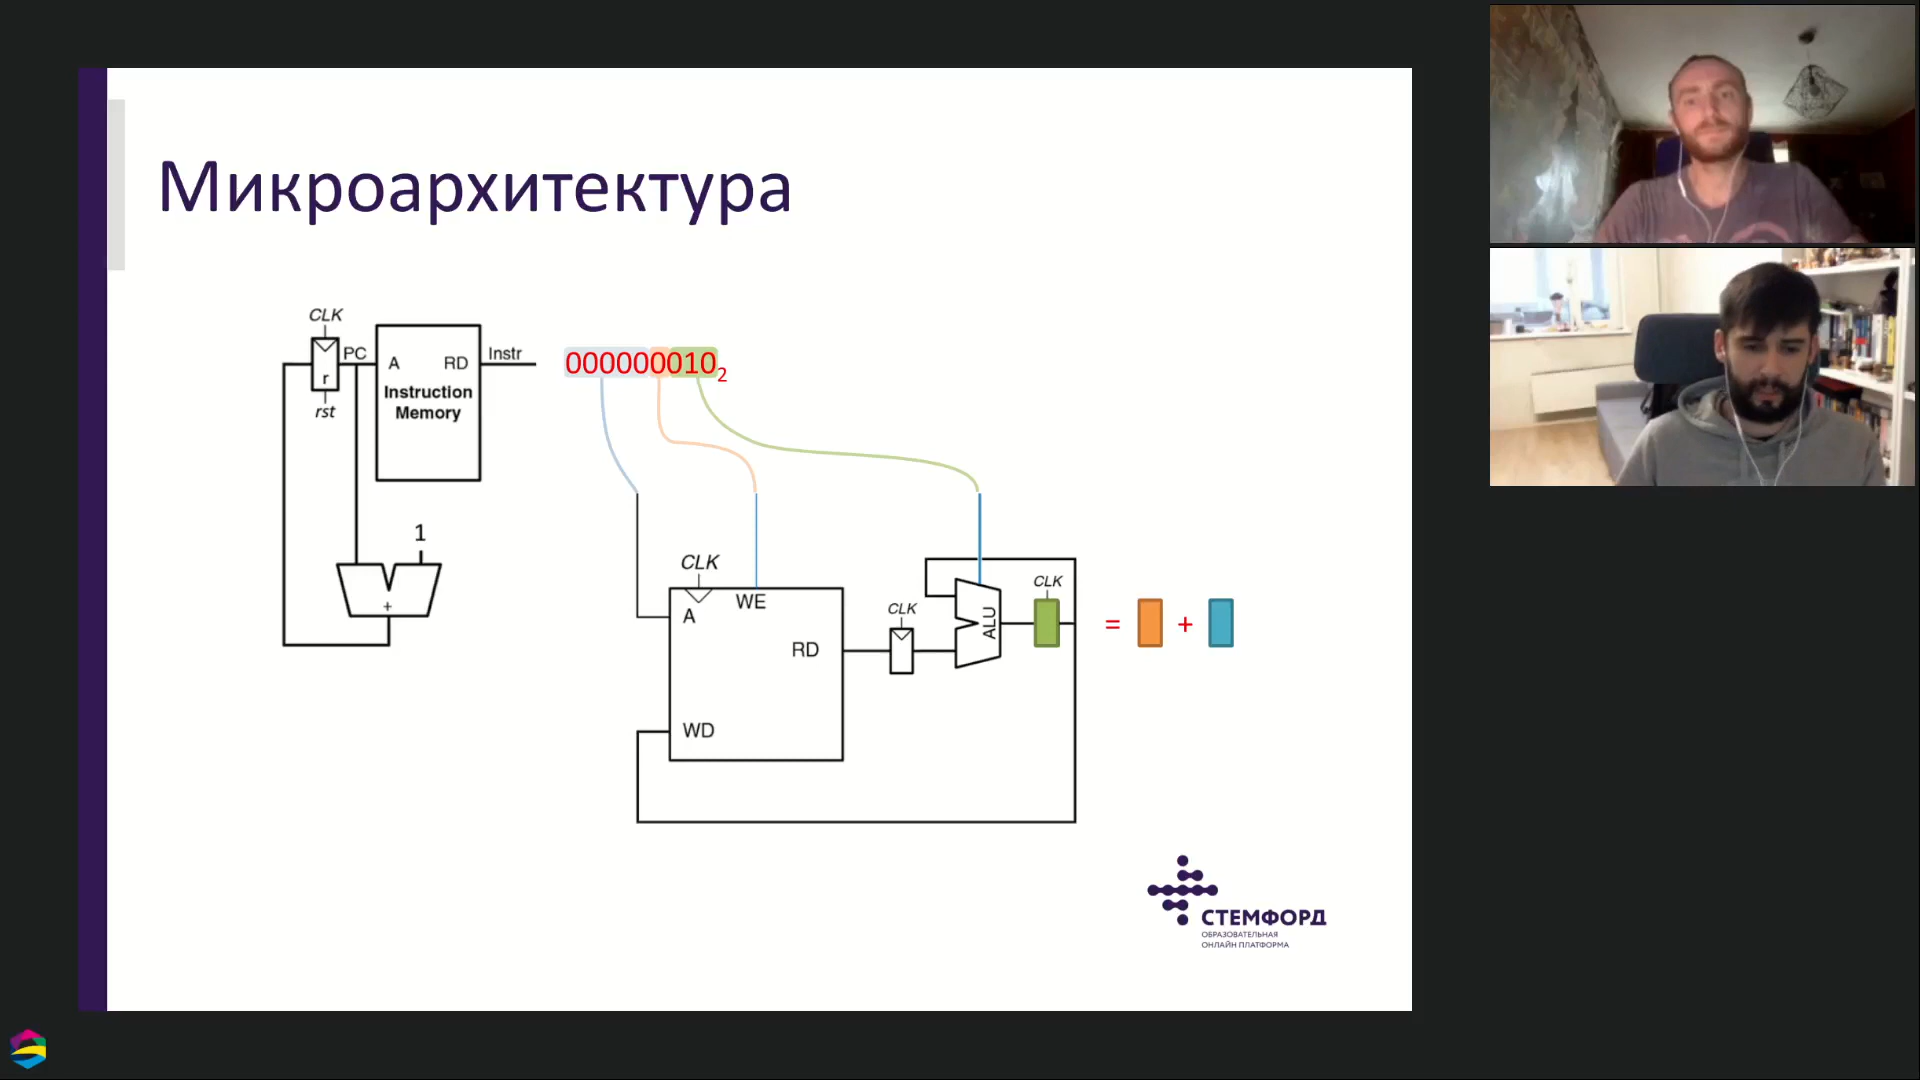 Микроархитектура
CLK
PC
r
rst
A RD
Instruction
Memory
Instr
000000010₂
1
+
CLK
A
WE
RD
WD
CLK
ALU
CLK
= +
СТЕМФОРД
ОБРАЗОВАТЕЛЬНАЯ
ОНЛАЙН ПЛАТФОРМА